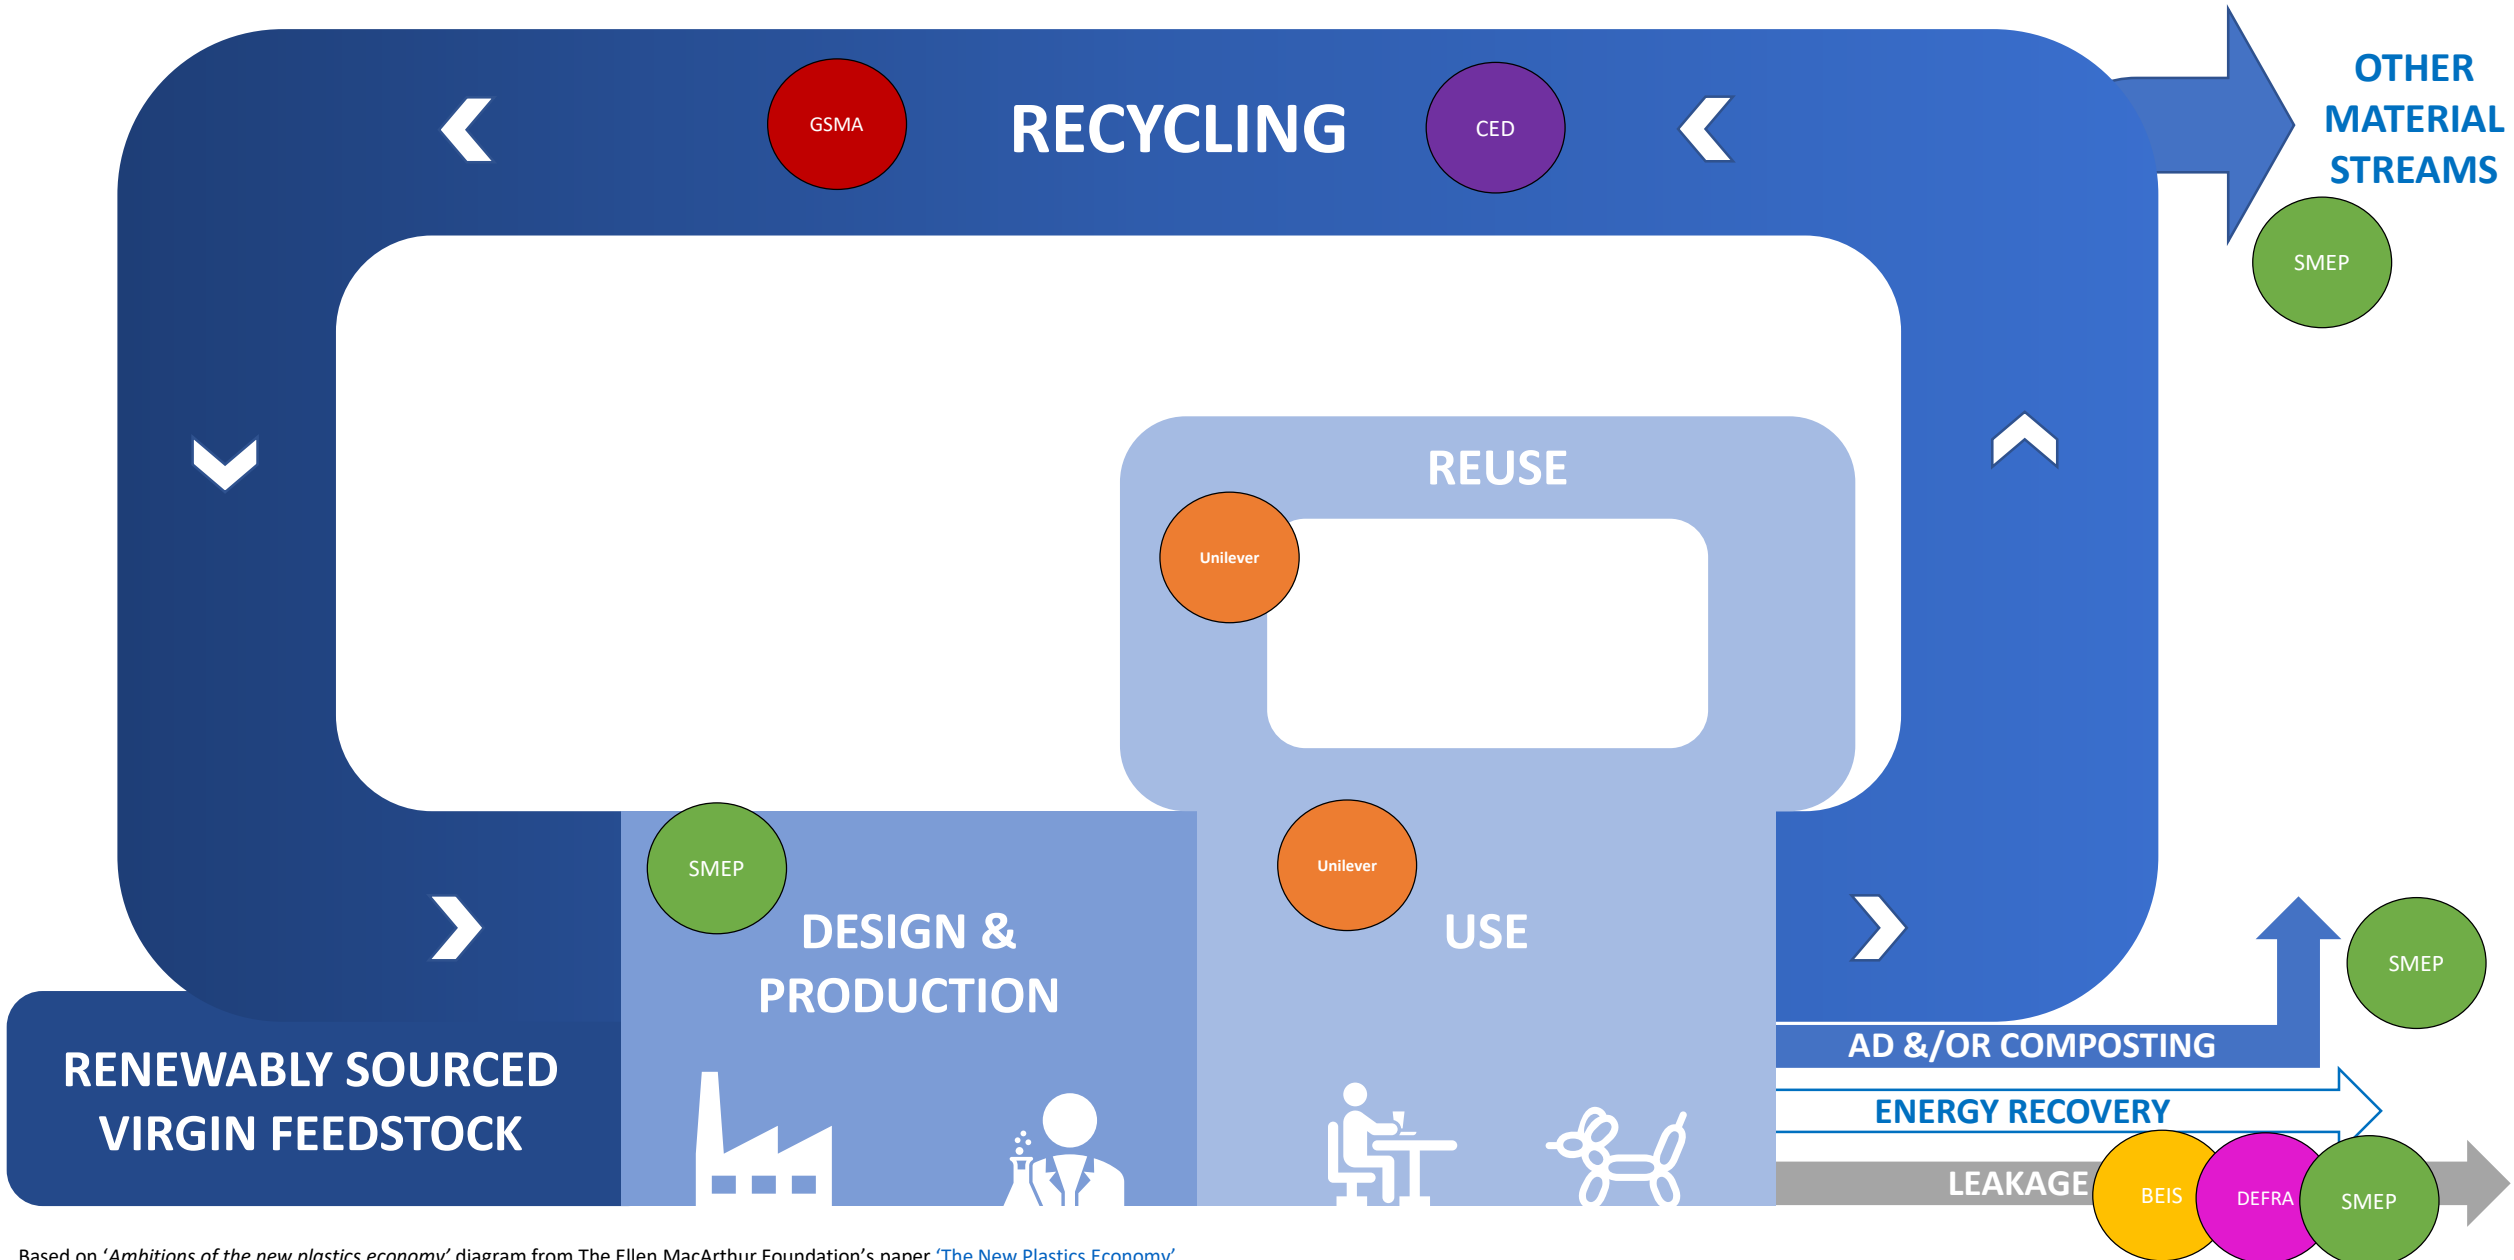 OTHER
MATERIAL
STREAMS
GSMA
RECYCLING
CED
SMEP
REUSE
Unilever
SMEP
Unilever
DESIGN &
PRODUCTION
USE
SMEP
RENEWABLY SOURCED
VIRGIN FEEDSTOCK
AD &/OR COMPOSTING
ENERGY RECOVERY
LEAKAGE
BEIS
DEFRA
SMEP
Based on ‘Ambitions of the new plastics economy’ diagram from The Ellen MacArthur Foundation’s paper ‘The New Plastics Economy’